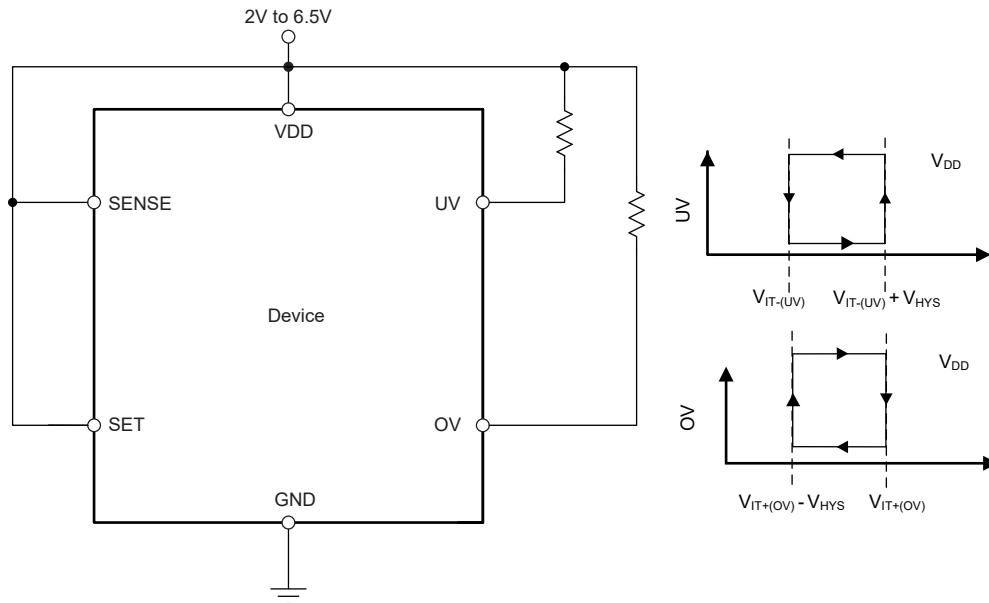 2V to 6.5V
VDD
SENSE
UV
Device
SET
OV
GND
UV
V_DD
V_IT-(UV)
V_IT-(UV) + V_HYS
OV
V_DD
V_IT+(OV) - V_HYS
V_IT+(OV)